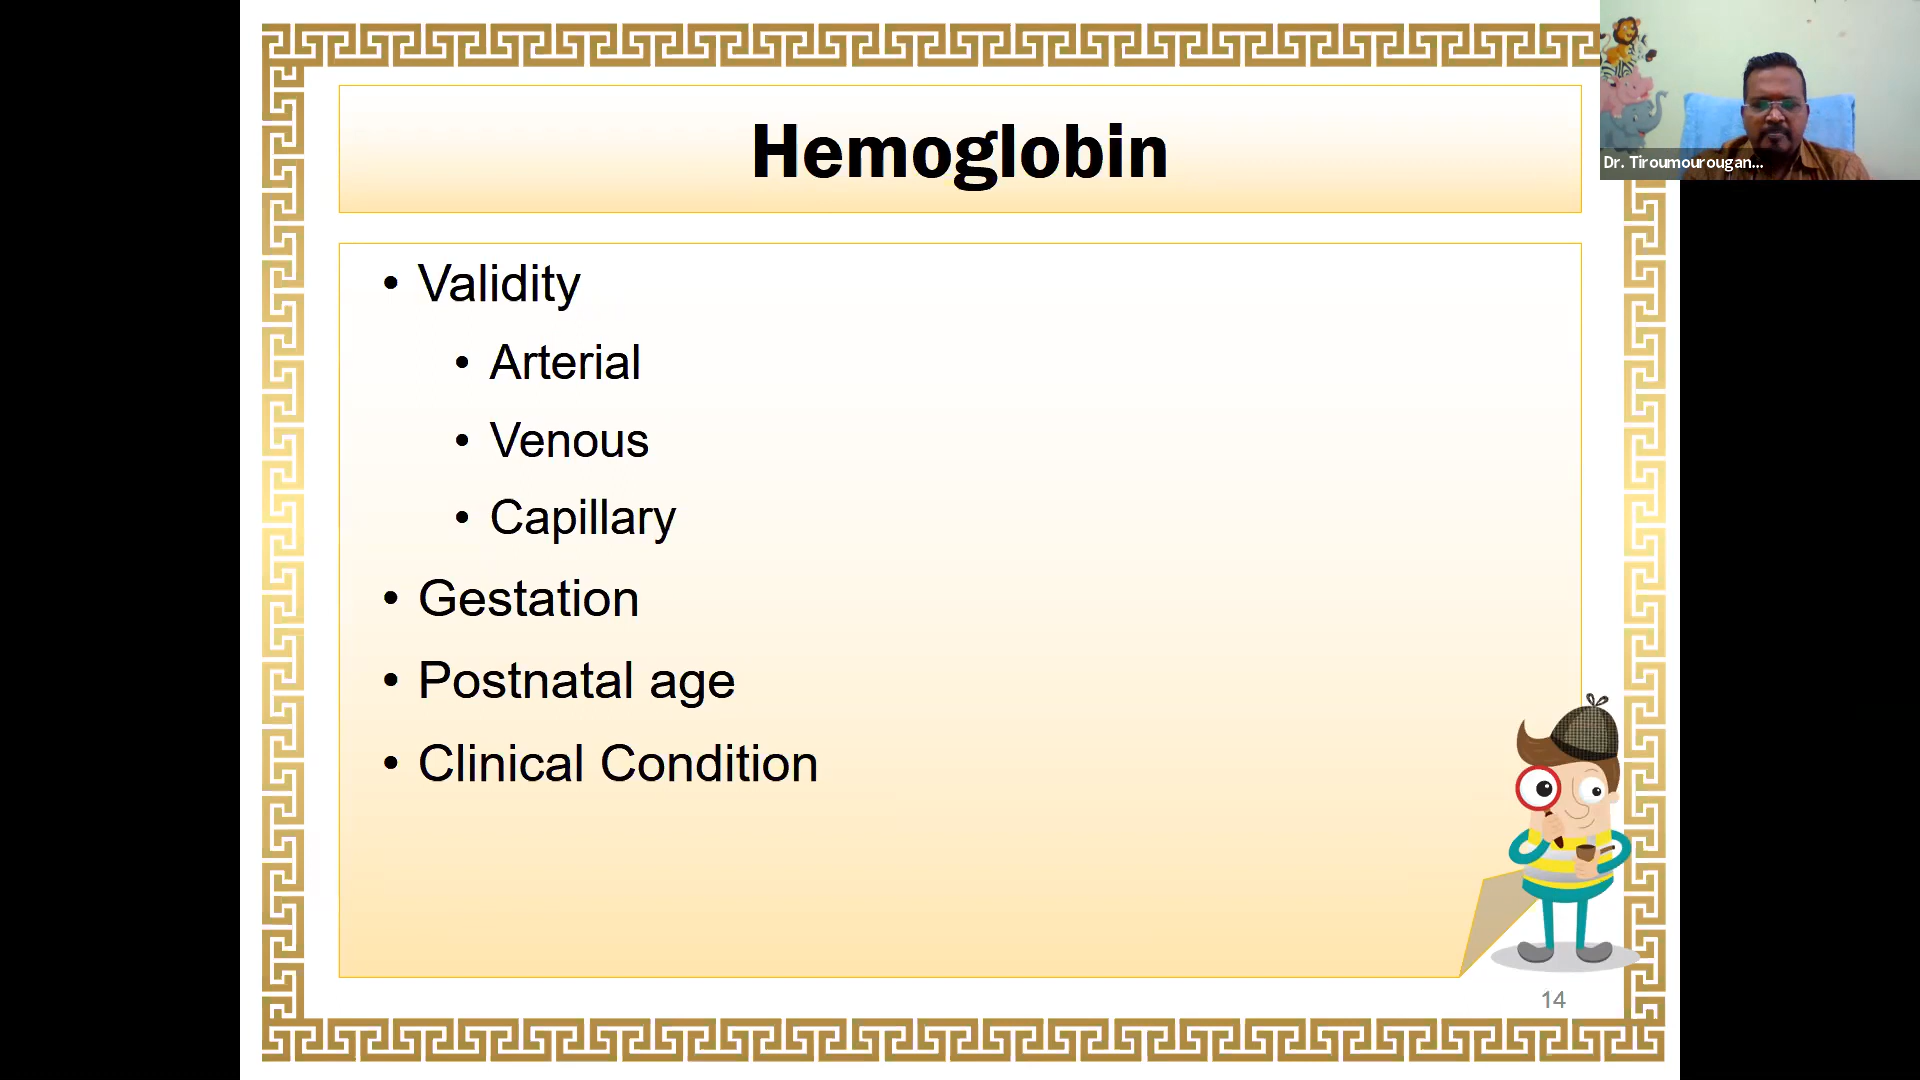 Hemoglobin
• Validity
• Arterial
• Venous
• Capillary
• Gestation
• Postnatal age
• Clinical Condition
14
Dr. Tiroumourougan...